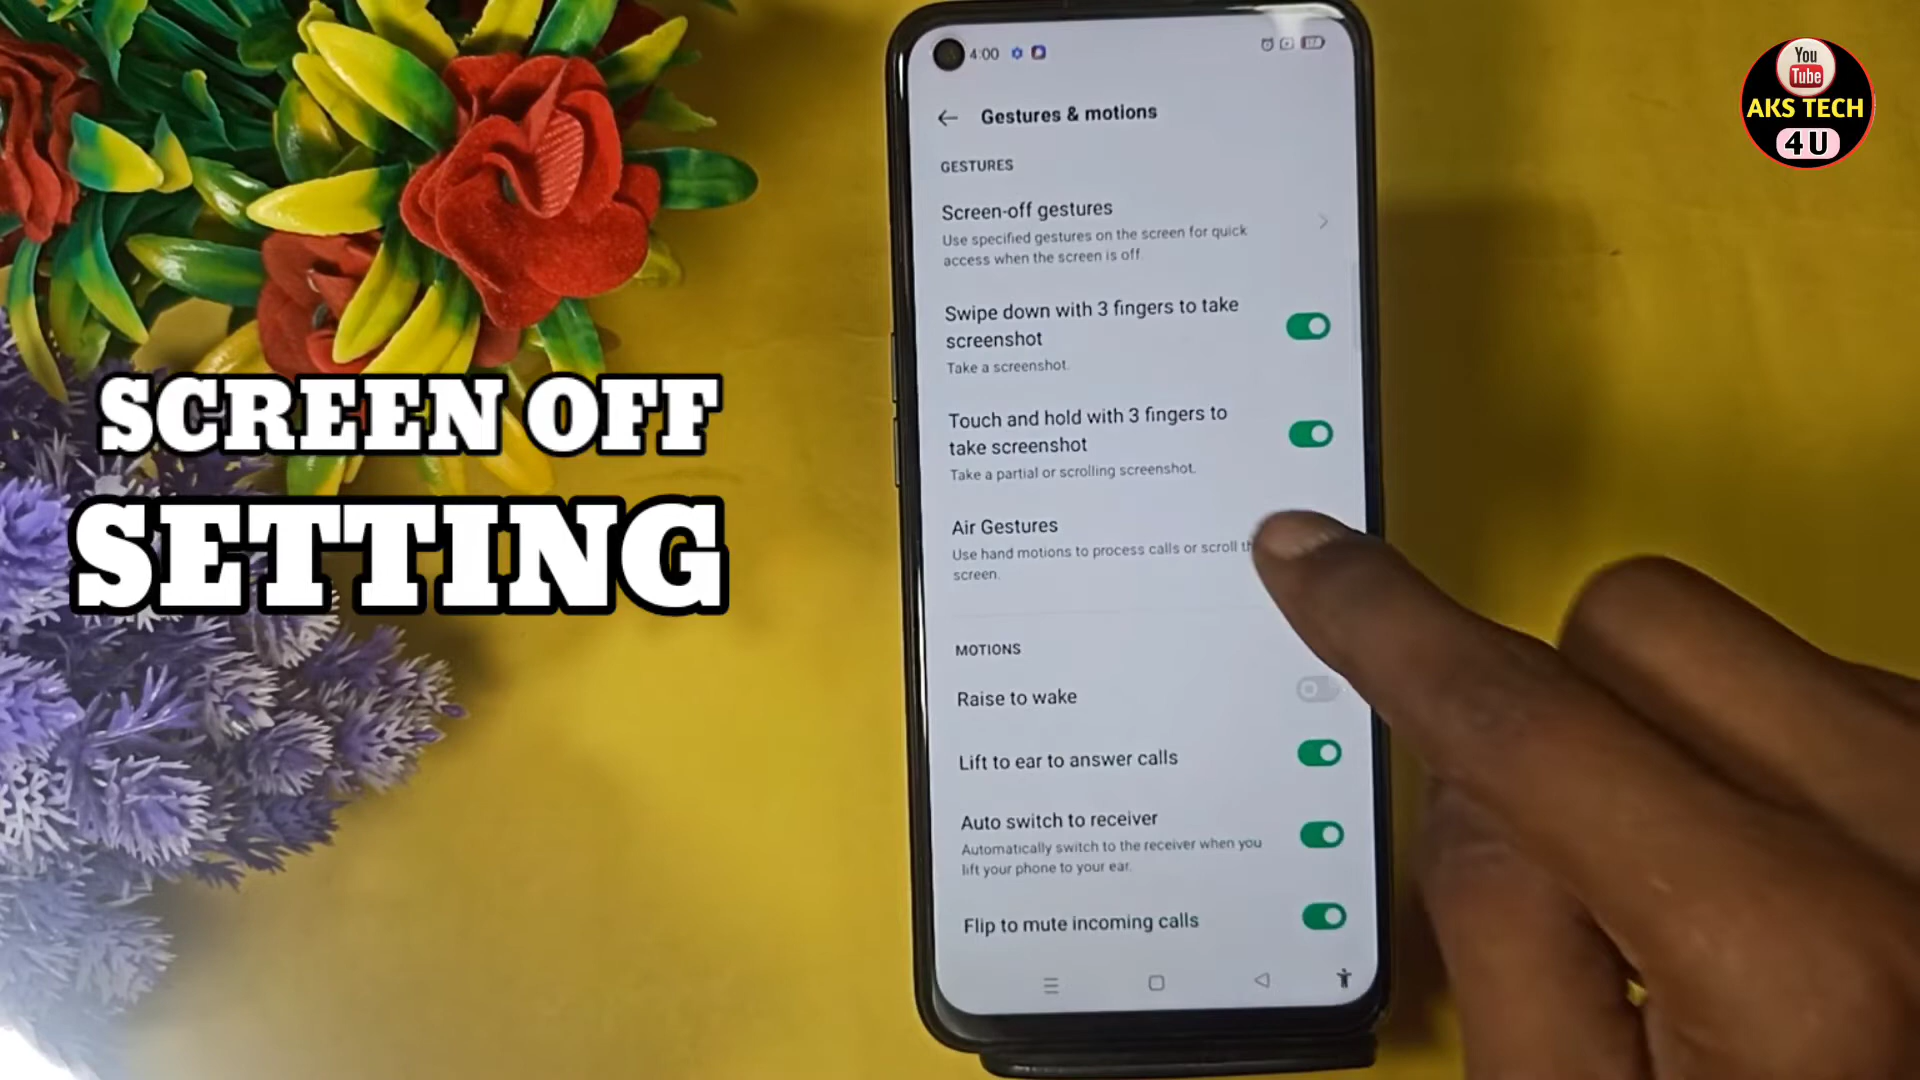 4:00
Gestures & motions
GESTURES
Screen-off gestures
Use specified gestures on the screen for quick
access when the screen is off.
Swipe down with 3 fingers to take
screenshot
Take a screenshot.
Touch and hold with 3 fingers to
take screenshot
Take a partial or scrolling screenshot.
Air Gestures
Use hand motions to process calls or scroll
screen.
MOTIONS
Raise to wake
Lift to ear to answer calls
Auto switch to receiver
Automatically switch to the receiver when you
lift your phone to your ear.
Flip to mute incoming calls
SCREEN OFF
SETTING
You
Tube
AKS TECH
4U